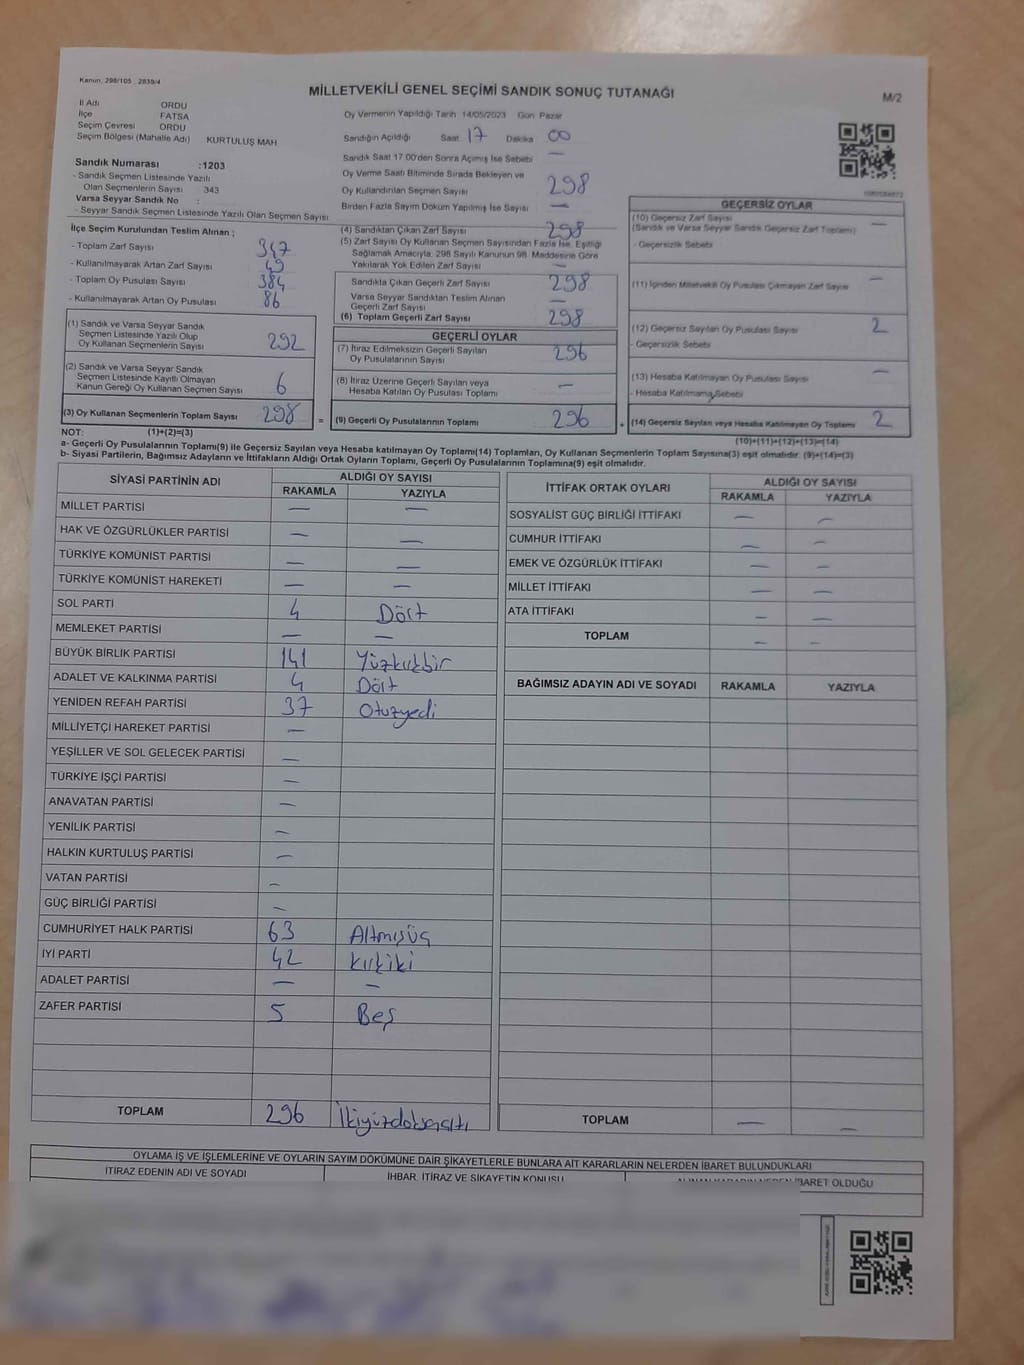 Kanun, 298/105 , 2839/4
MİLLETVEKİLİ GENEL SEÇİMİ SANDIK SONUÇ TUTANAĞI
M/2
İl Adı ORDU
İlçe FATSA
Seçim Çevresi ORDU
Seçim Bölgesi (Mahalle Adı) KURTULUŞ MAH
Sandık Numarası :1203
- Sandık Seçmen Listesinde Yazılı
Olan Seçmenlerin Sayısı : 343
Varsa Seyyar Sandık No :
- Seyyar Sandık Seçmen Listesinde Yazılı Olan Seçmen Sayısı
Oy Vermenin Yapıldığı Tarih 14/05/2023 Gün Pazar
Sandığın Açıldığı Saat 17 Dakika 00
Sandık Saat 17.00'den Sonra Açımış İse Sebebi —
Oy Verme Saati Bitiminde Sırada Bekleyen ve
Oy Kullandırılan Seçmen Sayısı 298
Birden Fazla Sayım Döküm Yapılmış İse Sayısı —
İlçe Seçim Kurulundan Teslim Alınan ;
- Toplam Zarf Sayısı 347
- Kullanılmayarak Artan Zarf Sayısı 49
- Toplam Oy Pusulası Sayısı 384
- Kullanılmayarak Artan Oy Pusulası 86
(1) Sandık ve Varsa Seyyar Sandık
Seçmen Listesinde Yazılı Olup
Oy Kullanan Seçmenlerin Sayısı 292
(2) Sandık ve Varsa Seyyar Sandık
Seçmen Listesinde Kayıtlı Olmayan
Kanun Gereği Oy Kullanan Seçmen Sayısı 6
(3) Oy Kullanan Seçmenlerin Toplam Sayısı 298 =
(4) Sandıktan Çıkan Zarf Sayısı 298
(5) Zarf Sayısı Oy Kullanan Seçmen Sayısından Fazla İse, Eşitliği
Sağlamak Amacıyla; 298 Sayılı Kanunun 98. Maddesine Göre
Yakılarak Yok Edilen Zarf Sayısı —
Sandıkta Çıkan Geçerli Zarf Sayısı 298
Varsa Seyyar Sandıktan Teslim Alınan
Geçerli Zarf Sayısı —
(6) Toplam Geçerli Zarf Sayısı 298
GEÇERLİ OYLAR
(7) İtiraz Edilmeksizin Geçerli Sayılan
Oy Pusulalarının Sayısı 296
(8) İtiraz Üzerine Geçerli Sayılan veya
Hesaba Katılan Oy Pusulaları Toplamı —
(9) Geçerli Oy Pusulalarının Toplamı 296 +
GEÇERSİZ OYLAR
(10) Geçersiz Zarf Sayısı —
(Sandık ve Varsa Seyyar Sandık Geçersiz Zarf Toplamı)
- Geçersizlik Sebebi
(11) İçinden Milletvekili Oy Pusulası Çıkmayan Zarf Sayısı —
(12) Geçersiz Sayılan Oy Pusulası Sayısı 2
- Geçersizlik Sebebi
(13) Hesaba Katılmayan Oy Pusulası Sayısı —
- Hesaba Katılmama Sebebi
(14) Geçersiz Sayılan veya Hesaba Katılmayan Oy Toplamı 2
NOT: (1)+(2)=(3) (10)+(11)+(12)+(13)=(14)
a- Geçerli Oy Pusulalarının Toplamı(9) ile Geçersiz Sayılan veya Hesaba katılmayan Oy Toplamı(14) Toplamları, Oy Kullanan Seçmenlerin Toplam Sayısına(3) eşit olmalıdır. (9)+(14)=(3)
b- Siyasi Partilerin, Bağımsız Adayların ve İttifakların Aldığı Ortak Oyların Toplamı, Geçerli Oy Pusulalarının Toplamına(9) eşit olmalıdır.
SİYASİ PARTİNİN ADI ALDIĞI OY SAYISI
RAKAMLA YAZIYLA
MİLLET PARTİSİ — —
HAK VE ÖZGÜRLÜKLER PARTİSİ — —
TÜRKİYE KOMÜNİST PARTİSİ — —
TÜRKİYE KOMÜNİST HAREKETİ — —
SOL PARTİ 4 Dört
MEMLEKET PARTİSİ — —
BÜYÜK BİRLİK PARTİSİ 141 Yüzkırkbir
ADALET VE KALKINMA PARTİSİ 4 Dört
YENİDEN REFAH PARTİSİ 37 Otuzyedi
MİLLİYETÇİ HAREKET PARTİSİ —
YEŞİLLER VE SOL GELECEK PARTİSİ —
TÜRKİYE İŞÇİ PARTİSİ —
ANAVATAN PARTİSİ —
YENİLİK PARTİSİ —
HALKIN KURTULUŞ PARTİSİ —
VATAN PARTİSİ —
GÜÇ BİRLİĞİ PARTİSİ —
CUMHURİYET HALK PARTİSİ 63 Altmışüç
İYİ PARTİ 42 Kırkiki
ADALET PARTİSİ — —
ZAFER PARTİSİ 5 Beş
TOPLAM 296 İkiyüzdoksanaltı
İTTİFAK ORTAK OYLARI ALDIĞI OY SAYISI
RAKAMLA YAZIYLA
SOSYALİST GÜÇ BİRLİĞİ İTTİFAKI — —
CUMHUR İTTİFAKI — —
EMEK VE ÖZGÜRLÜK İTTİFAKI — —
MİLLET İTTİFAKI — —
ATA İTTİFAKI — —
TOPLAM — —
BAĞIMSIZ ADAYIN ADI VE SOYADI RAKAMLA YAZIYLA
TOPLAM — —
OYLAMA İŞ VE İŞLEMLERİNE VE OYLARIN SAYIM DÖKÜMÜNE DAİR ŞİKAYETLERLE BUNLARA AİT KARARLARIN NELERDEN İBARET BULUNDUKLARI
İTİRAZ EDENİN ADI VE SOYADI İHBAR, İTİRAZ VE ŞİKAYETİN KONUSU ALINAN KARARIN NEDEN İBARET OLDUĞU